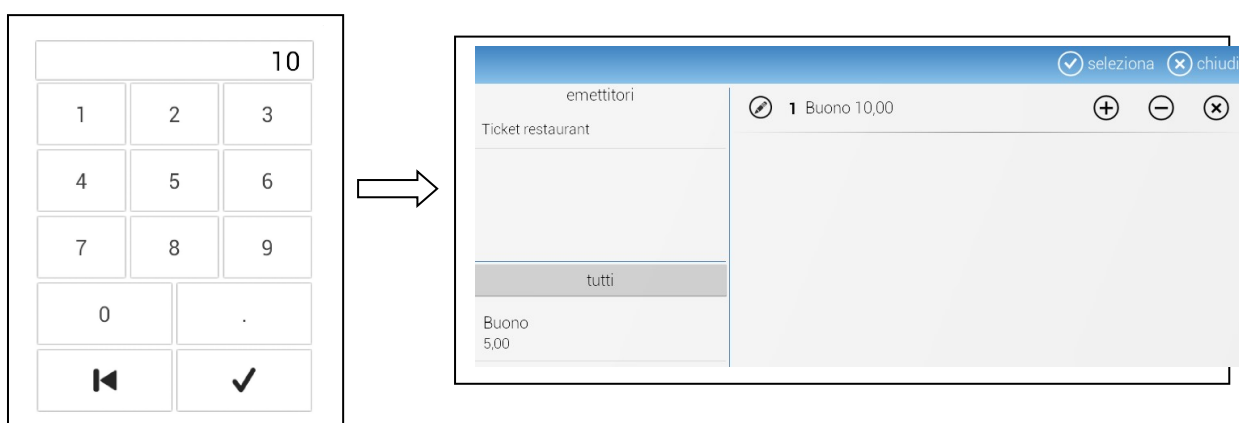 10
1 2 3
4 5 6
7 8 9
0 .
seleziona chiudi
emettitori
Ticket restaurant
tutti
Buono
5,00
1 Buono 10,00